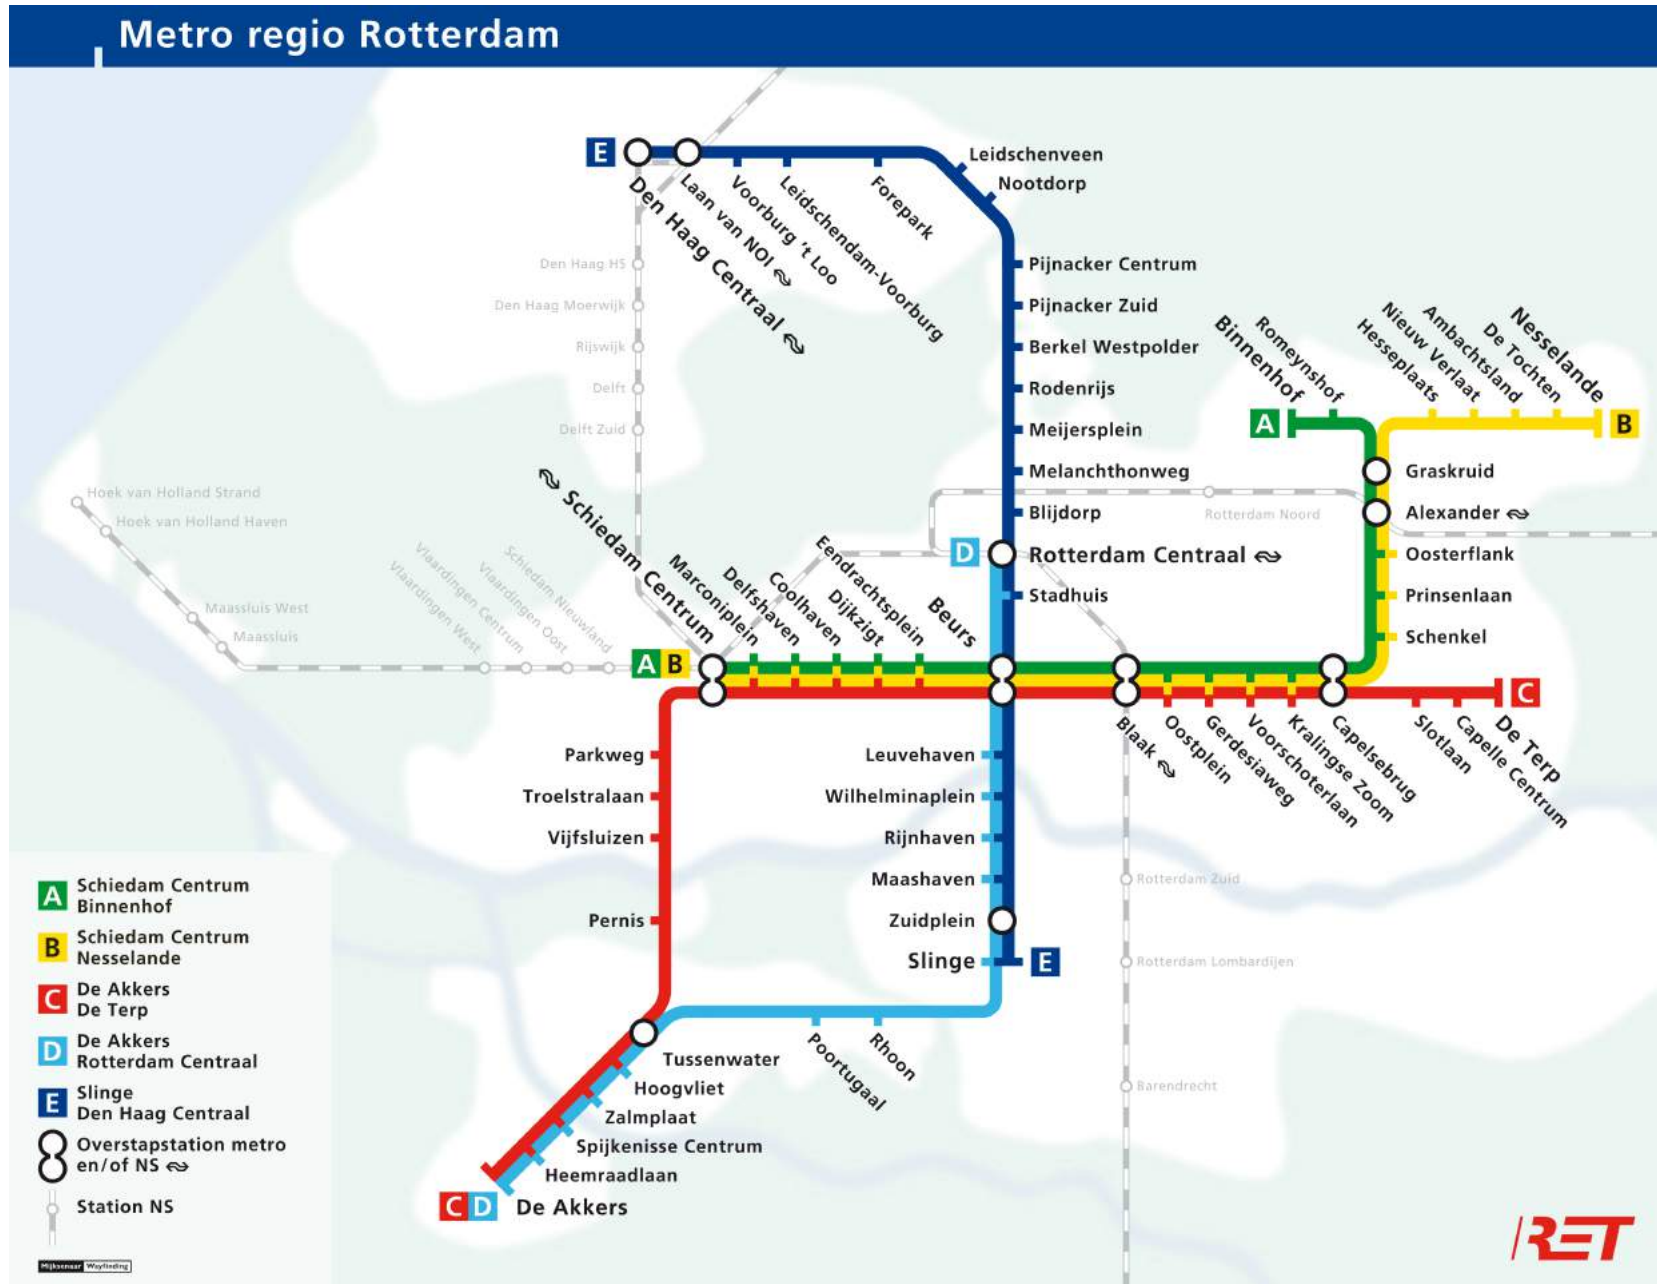 Metro regio Rotterdam
E
Den Haag Centraal
Laan van NOI
Voorburg 't Loo
Leidschendam-Voorburg
Forepark
Leidschenveen
Nootdorp
Pijnacker Centrum
Pijnacker Zuid
Berkel Westpolder
Rodenrijs
Meijersplein
Melanchthonweg
Blijdorp
D
Rotterdam Centraal
Stadhuis
Den Haag HS
Den Haag Moerwijk
Rijswijk
Delft
Delft Zuid
Hoek van Holland Strand
Hoek van Holland Haven
Maassluis West
Maassluis
Vlaardingen West
Vlaardingen Centrum
Vlaardingen Oost
Schiedam Nieuwland
Rotterdam Noord
A
Binnenhof
Romeynshof
Hesseplaats
Nieuw Verlaat
Ambachtsland
De Tochten
Nesselande
B
Graskruid
Alexander
Oosterflank
Prinsenlaan
Schenkel
A B
Schiedam Centrum
Marconiplein
Delfshaven
Coolhaven
Dijkzigt
Eendrachtsplein
Beurs
Blaak
Oostplein
Gerdesiaweg
Voorschoterlaan
Kralingse Zoom
Capelsebrug
Slotlaan
Capelle Centrum
De Terp
C
Parkweg
Troelstralaan
Vijfsluizen
Pernis
Leuvehaven
Wilhelminaplein
Rijnhaven
Maashaven
Zuidplein
Slinge
E
Rotterdam Zuid
Rotterdam Lombardijen
Barendrecht
Rhoon
Poortugaal
Tussenwater
Hoogvliet
Zalmplaat
Spijkenisse Centrum
Heemraadlaan
C D De Akkers
A Schiedam Centrum
Binnenhof
B Schiedam Centrum
Nesselande
C De Akkers
De Terp
D De Akkers
Rotterdam Centraal
E Slinge
Den Haag Centraal
Overstapstation metro
en/of NS
Station NS
Mijksenaar Wayfinding
RET